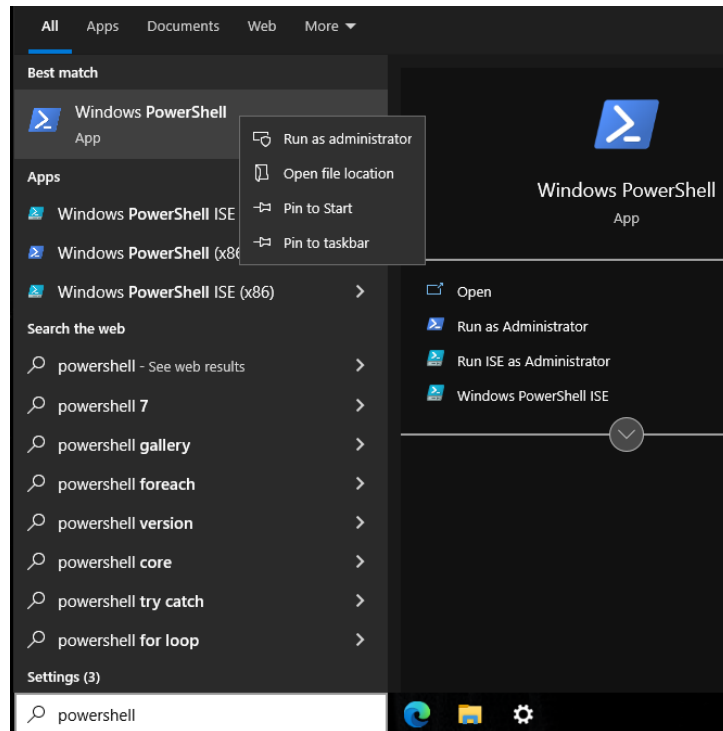 All Apps Documents Web More
Best match
Windows PowerShell
App
Run as administrator
Open file location
Pin to Start
Pin to taskbar
Apps
Windows PowerShell ISE
Windows PowerShell (x86
Windows PowerShell ISE (x86)
Search the web
powershell - See web results
powershell 7
powershell gallery
powershell foreach
powershell version
powershell core
powershell try catch
powershell for loop
Settings (3)
powershell
Windows PowerShell
App
Open
Run as Administrator
Run ISE as Administrator
Windows PowerShell ISE